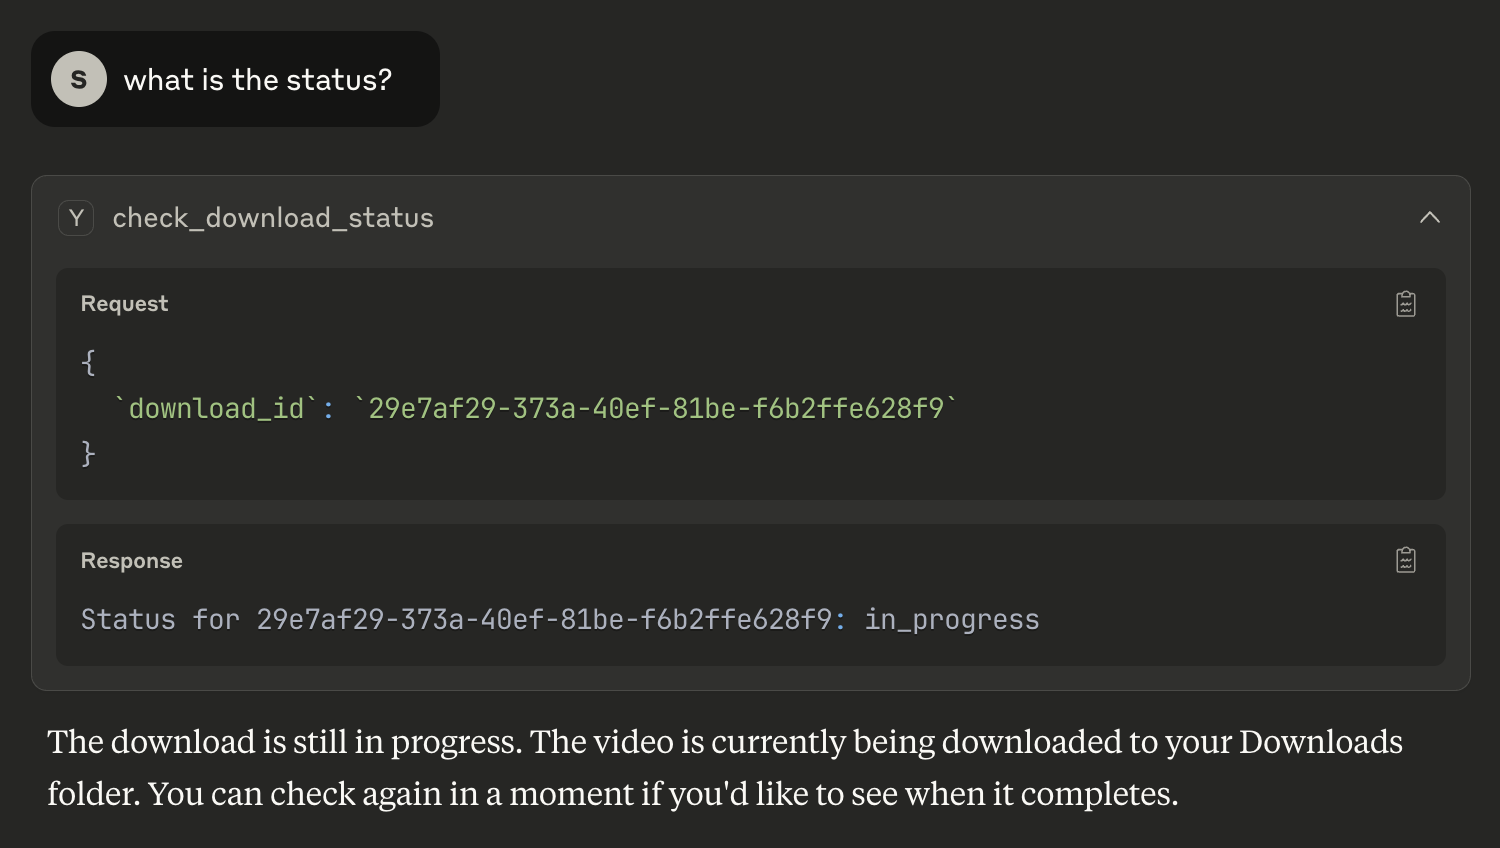 S what is the status?
Y check_download_status
Request
{
`download_id`: `29e7af29-373a-40ef-81be-f6b2ffe628f9`
}
Response
Status for 29e7af29-373a-40ef-81be-f6b2ffe628f9: in_progress
The download is still in progress. The video is currently being downloaded to your Downloads
folder. You can check again in a moment if you'd like to see when it completes.